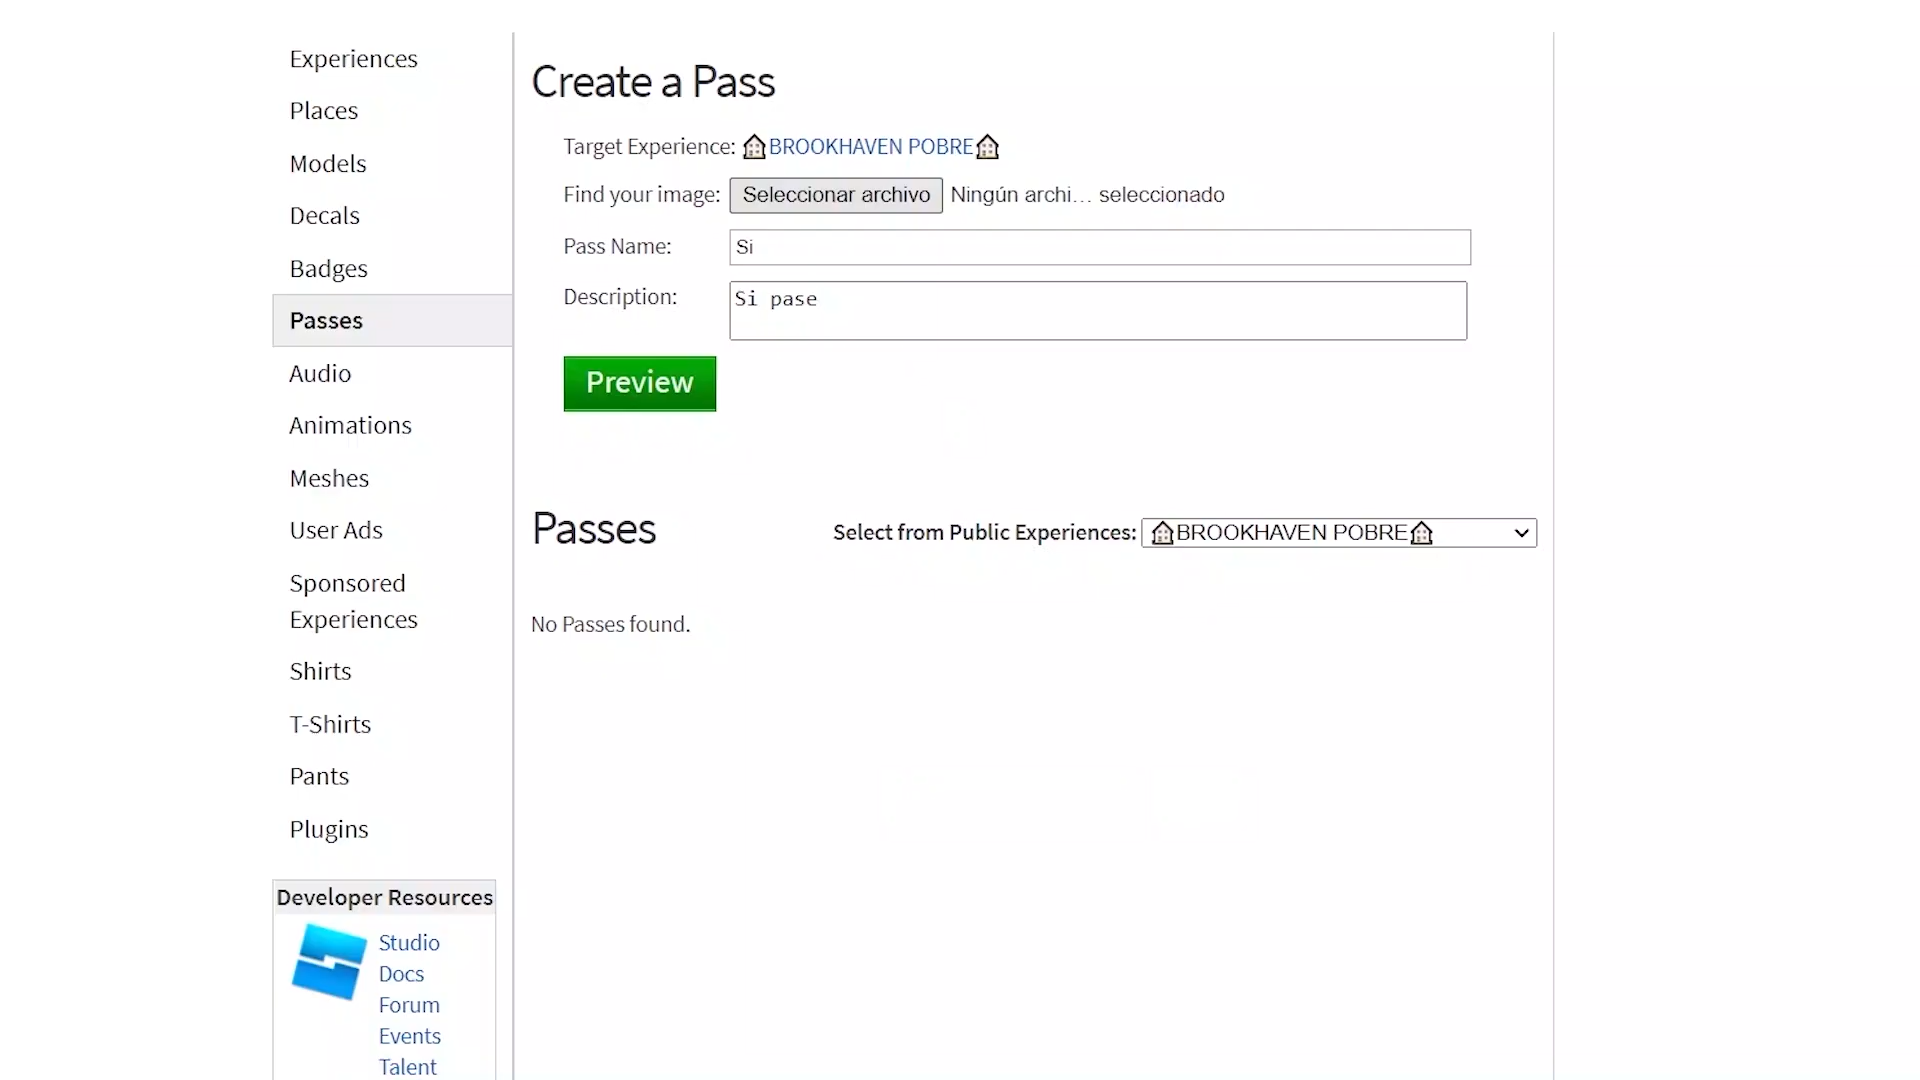 Experiences
Places
Models
Decals
Badges
Passes
Audio
Animations
Meshes
User Ads
Sponsored
Experiences
Shirts
T-Shirts
Pants
Plugins
Developer Resources
Studio
Docs
Forum
Events
Talent
Create a Pass
Target Experience: 🏠BROOKHAVEN POBRE🏠
Find your image: Seleccionar archivo Ningún archi... seleccionado
Pass Name: Si
Description: Si pase
Preview
Passes
Select from Public Experiences: 🏠BROOKHAVEN POBRE🏠
No Passes found.